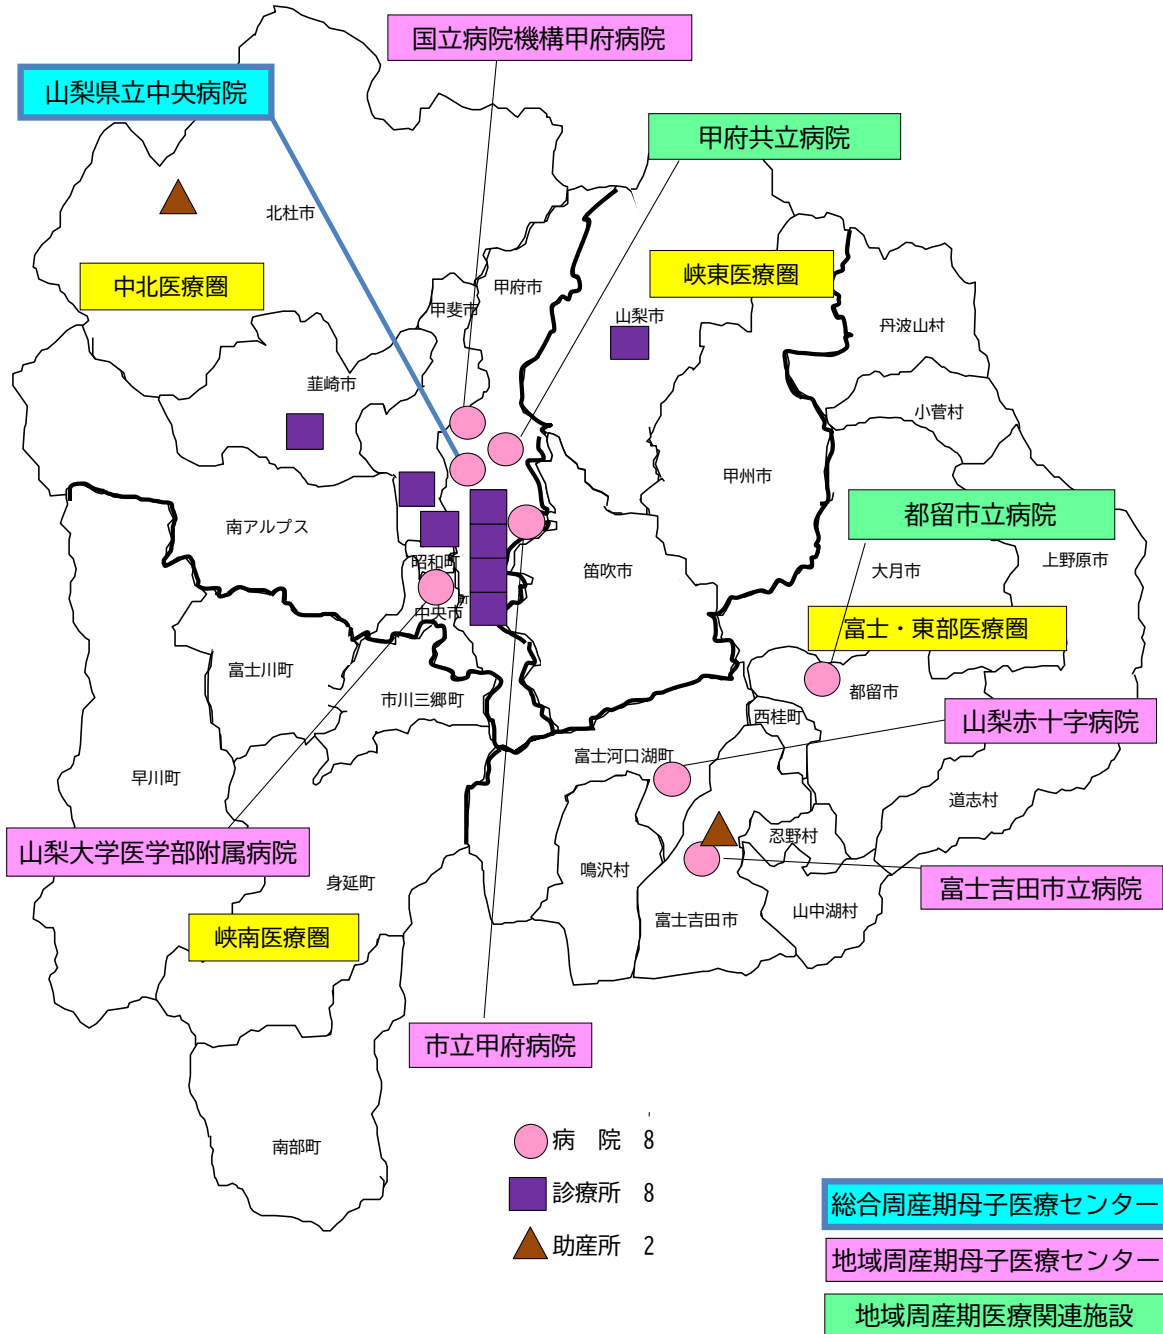 国立病院機構甲府病院
山梨県立中央病院
甲府共立病院
北杜市
中北医療圏
甲府市
峡東医療圏
甲斐市
山梨市
丹波山村
韮崎市
小菅村
甲州市
都留市立病院
南アルプス
昭和町
笛吹市
大月市
上野原市
中央市
町
富士・東部医療圏
富士川町
市川三郷町
都留市
西桂町
山梨赤十字病院
富士河口湖町
早川町
道志村
山梨大学医学部附属病院
忍野村
鳴沢村
身延町
富士吉田市立病院
富士吉田市
山中湖村
峡南医療圏
市立甲府病院
南部町
病 院 8
診療所 8
助産所 2
総合周産期母子医療センター
地域周産期母子医療センター
地域周産期医療関連施設